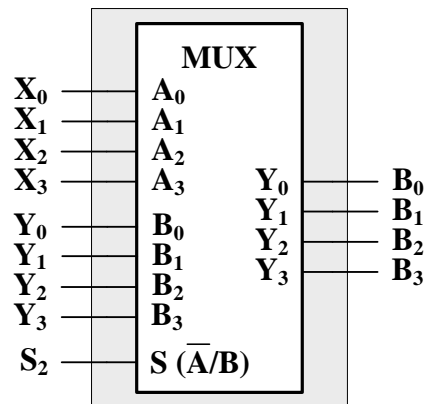 MUX
X₀ A₀
X₁ A₁
X₂ A₂
X₃ A₃ Y₀ B₀
Y₀ B₀ Y₁ B₁
Y₁ B₁ Y₂ B₂
Y₂ B₂ Y₃ B₃
Y₃ B₃
S₂ S (A̅/B)